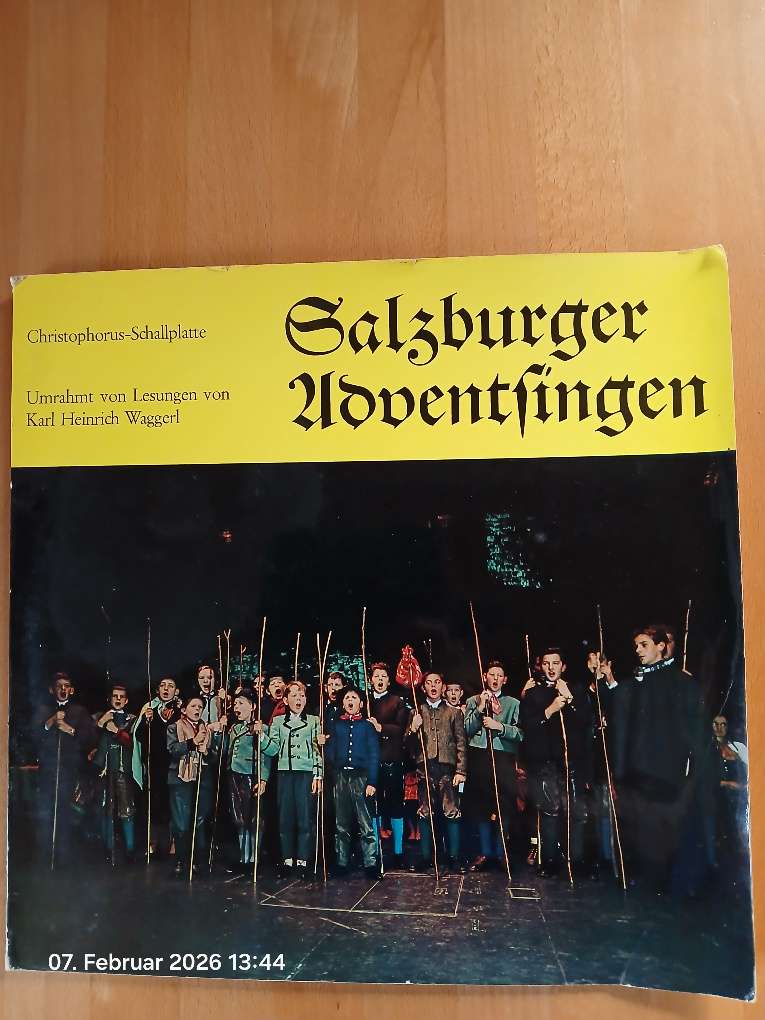 Christophorus-Schallplatte
Umrahmt von Lesungen von
Karl Heinrich Waggerl
Salzburger
Adventſingen
07. Februar 2026 13:44